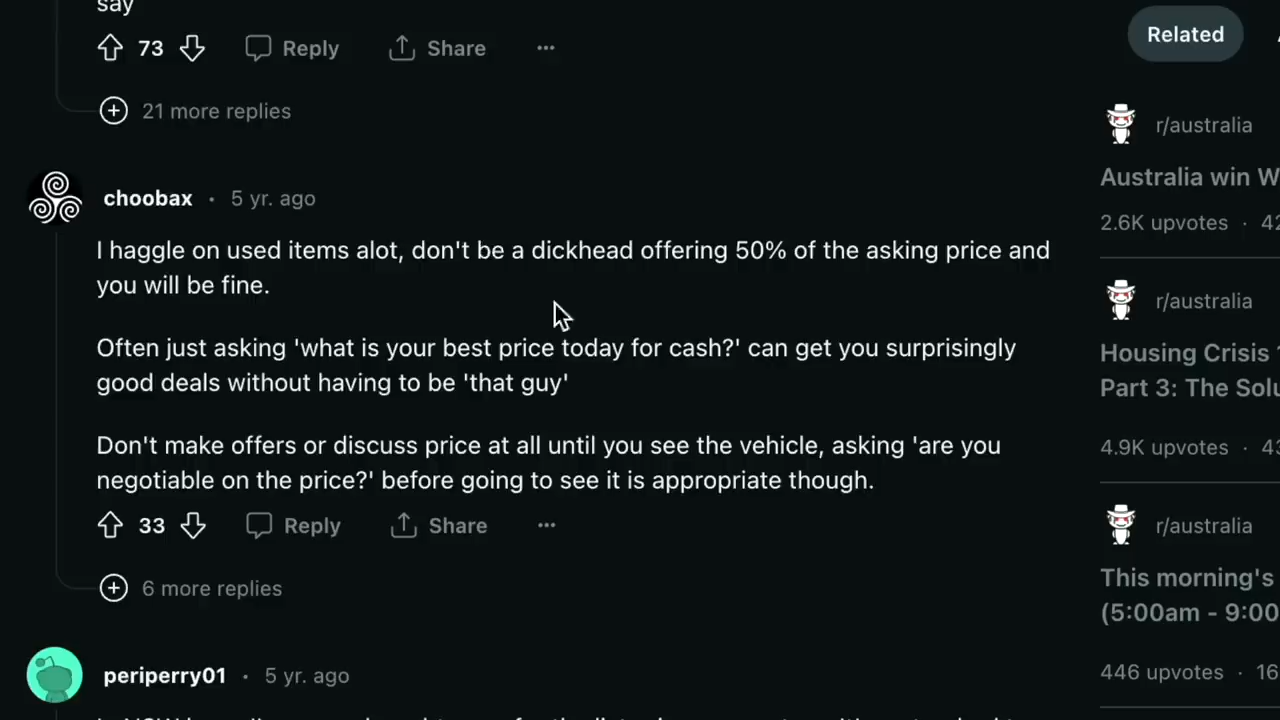 say
73 Reply Share
21 more replies
choobax · 5 yr. ago
I haggle on used items alot, don't be a dickhead offering 50% of the asking price and
you will be fine.
Often just asking 'what is your best price today for cash?' can get you surprisingly
good deals without having to be 'that guy'
Don't make offers or discuss price at all until you see the vehicle, asking 'are you
negotiable on the price?' before going to see it is appropriate though.
33 Reply Share
6 more replies
periperry01 · 5 yr. ago
Related
r/australia
Australia win W
2.6K upvotes · 42
r/australia
Housing Crisis
Part 3: The Solu
4.9K upvotes · 43
r/australia
This morning's
(5:00am - 9:00
446 upvotes · 16